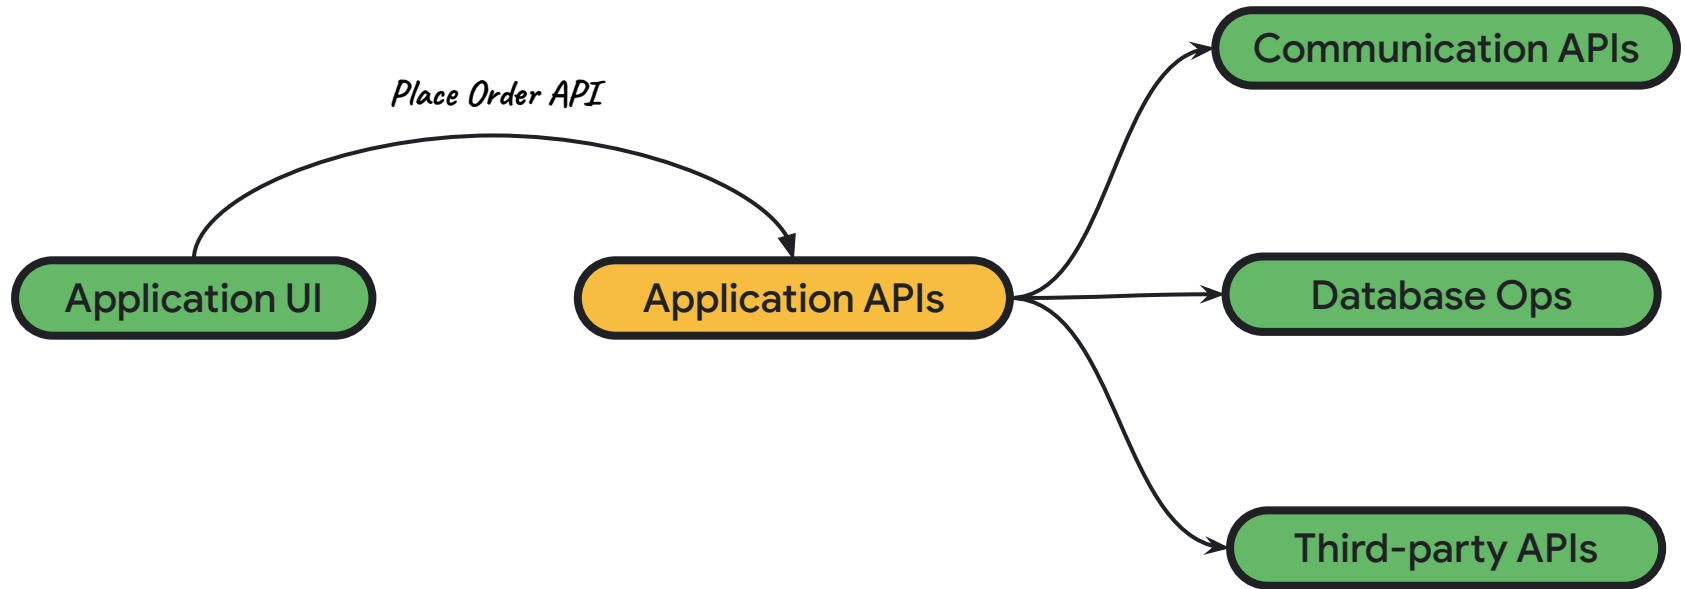 Communication APIs
Place Order API
Application UI
Application APIs
Database Ops
Third-party APIs